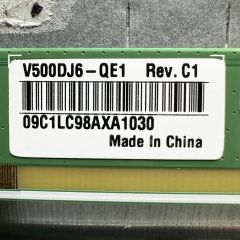 V500DJ6-QE1 Rev.C1
09C1LC98AXA1030
Made In China